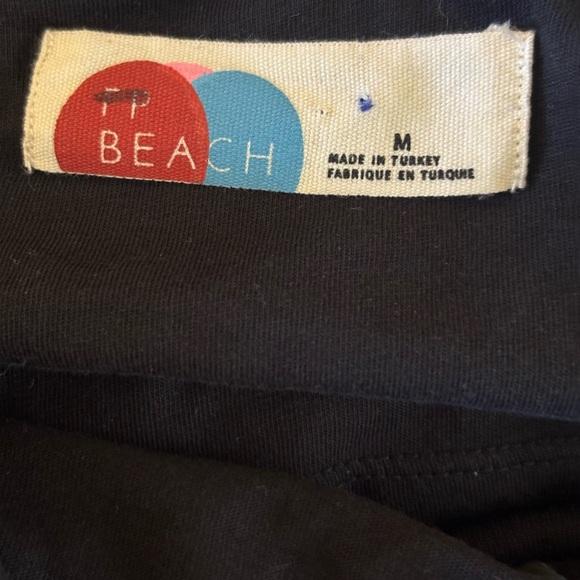 FP
BEACH
M
MADE IN TURKEY
FABRIQUE EN TURQUIE